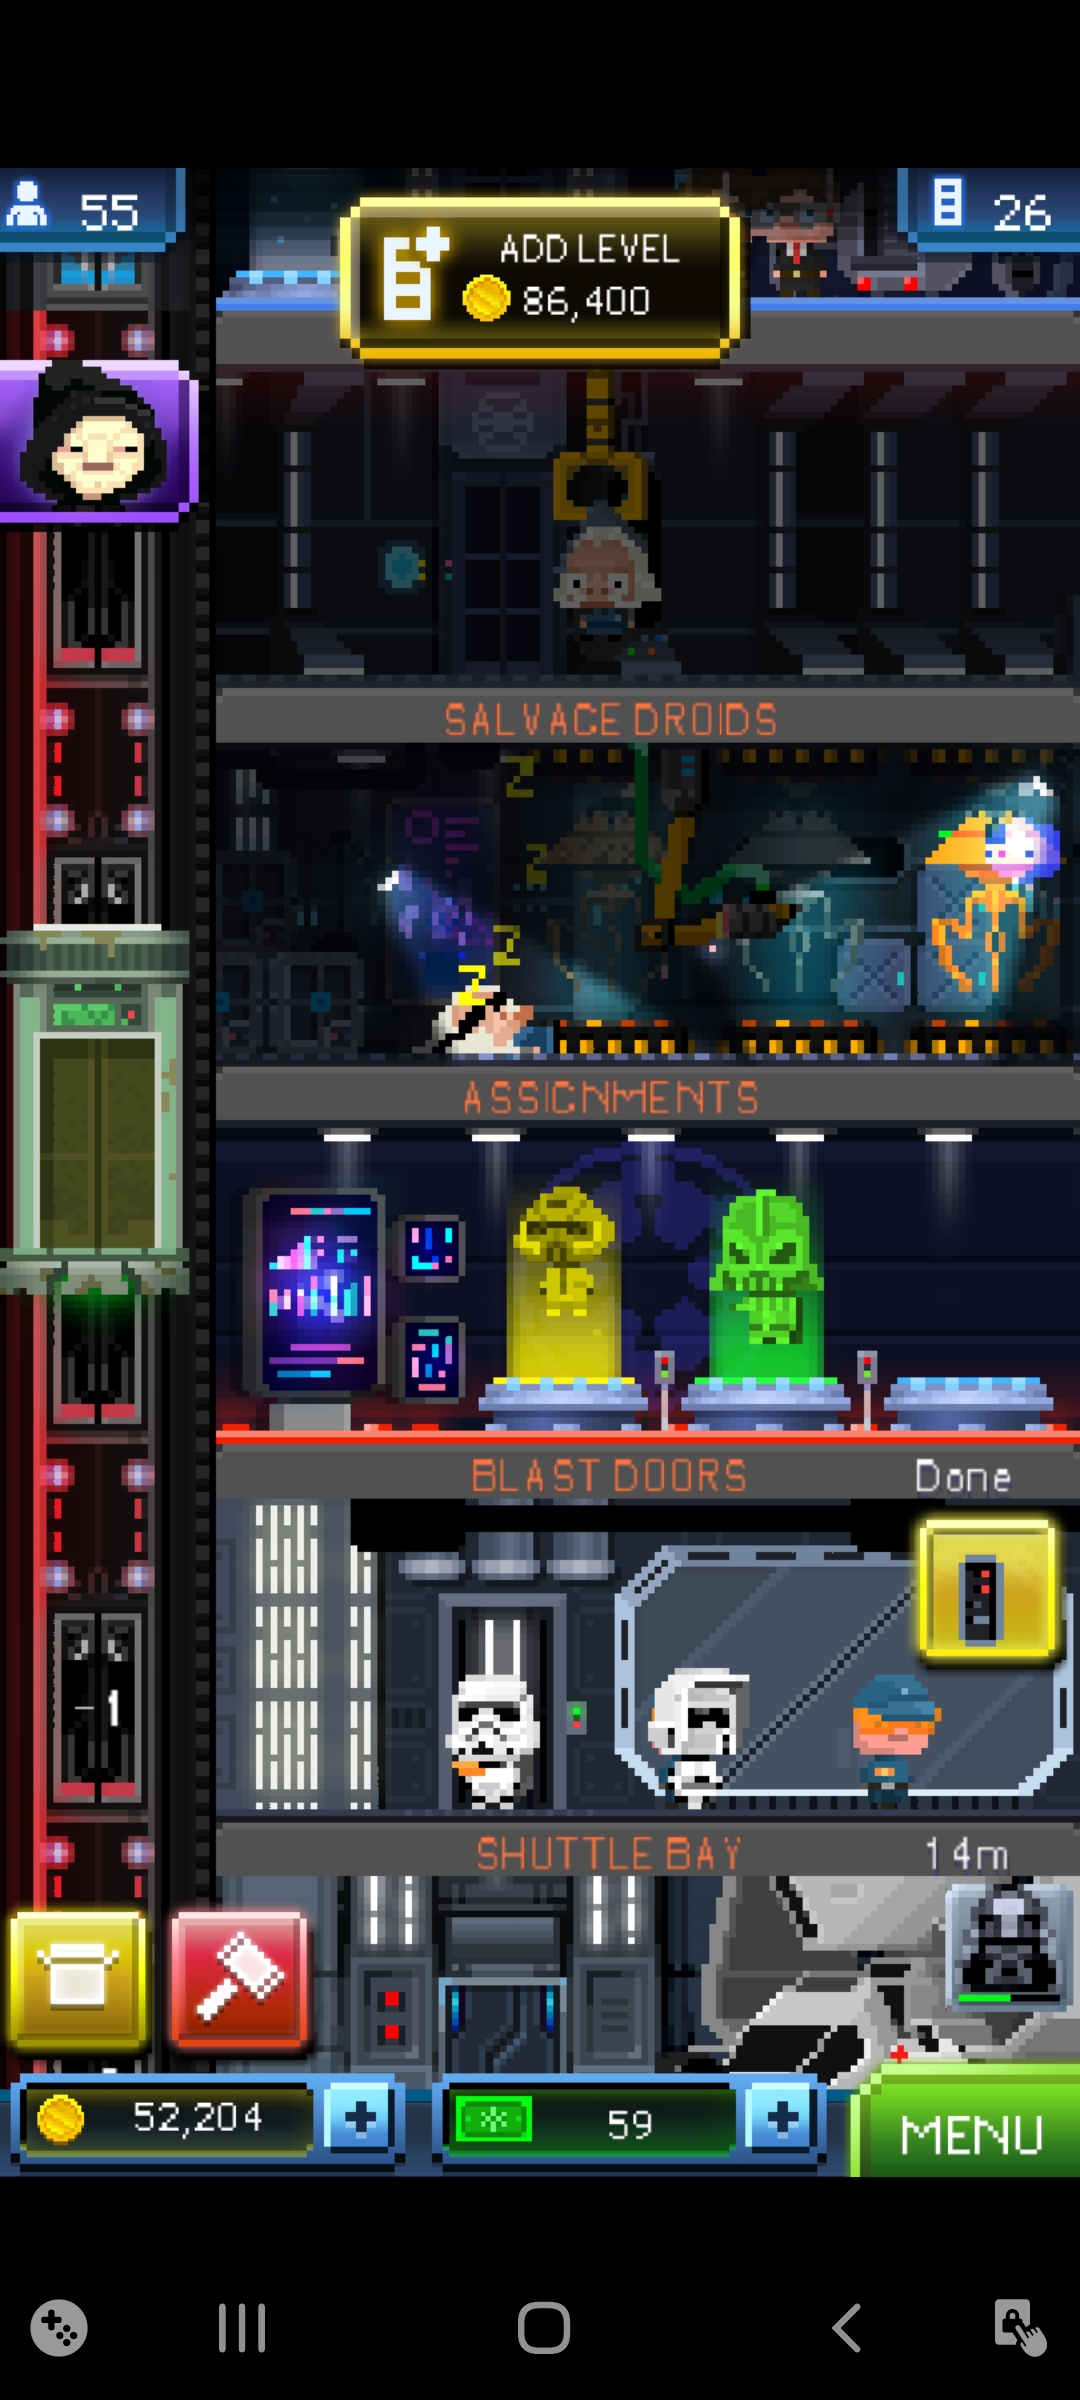 55
ADD LEVEL
86,400
26
SALVAGE DROIDS
Z
Z
Z
Z
ASSIGNMENTS
BLAST DOORS
Done
-1
SHUTTLE BAY
14m
52,204
59
MENU